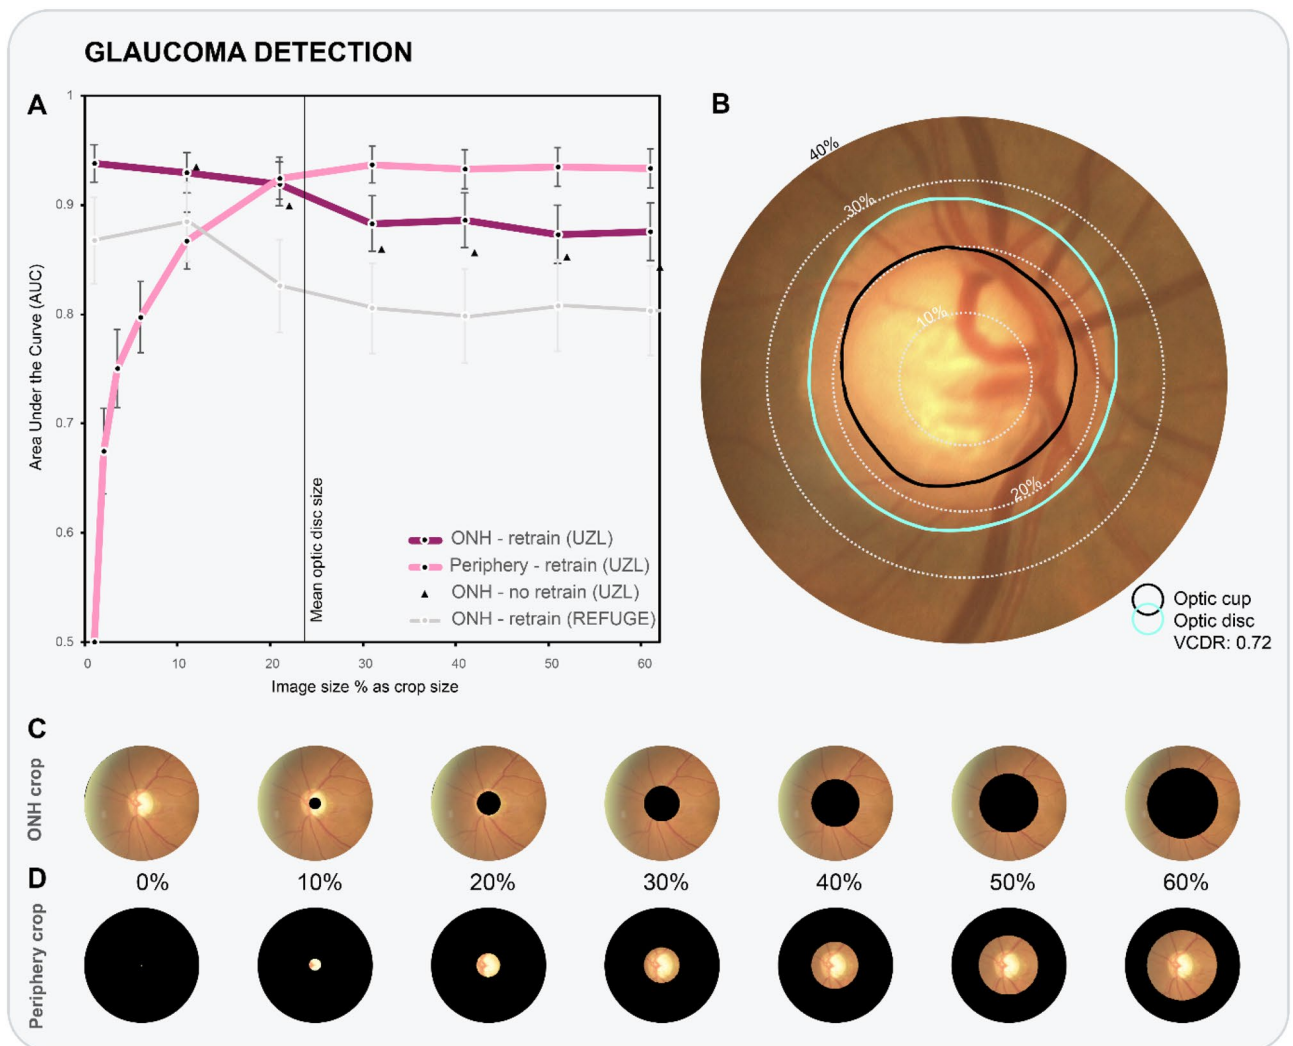 GLAUCOMA DETECTION
A
B
1
0.9
0.8
0.7
0.6
0.5
Area Under the Curve (AUC)
Mean optic disc size
ONH - retrain (UZL)
Periphery - retrain (UZL)
ONH - no retrain (UZL)
ONH - retrain (REFUGE)
0 10 20 30 40 50 60
Image size % as crop size
40%
30%
10%
20%
Optic cup
Optic disc
VCDR: 0.72
C
ONH crop
0% 10% 20% 30% 40% 50% 60%
D
Periphery crop